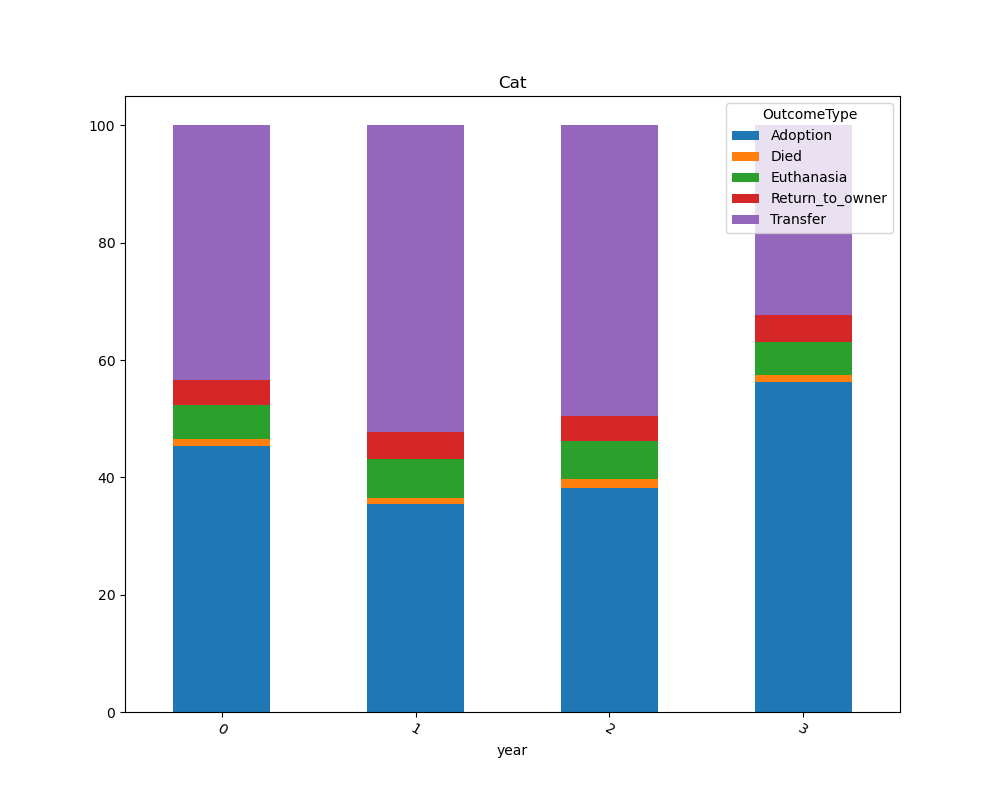 Cat
OutcomeType
Adoption
Died
Euthanasia
Return_to_owner
Transfer
100
80
60
40
20
0
0 1 2 3
year